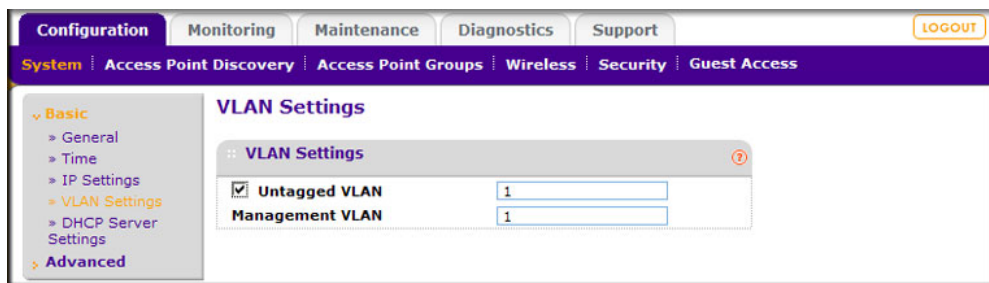 Configuration Monitoring Maintenance Diagnostics Support LOGOUT
System Access Point Discovery Access Point Groups Wireless Security Guest Access
Basic
» General
» Time
» IP Settings
» VLAN Settings
» DHCP Server
Settings
Advanced
VLAN Settings
VLAN Settings ?
Untagged VLAN 1
Management VLAN 1